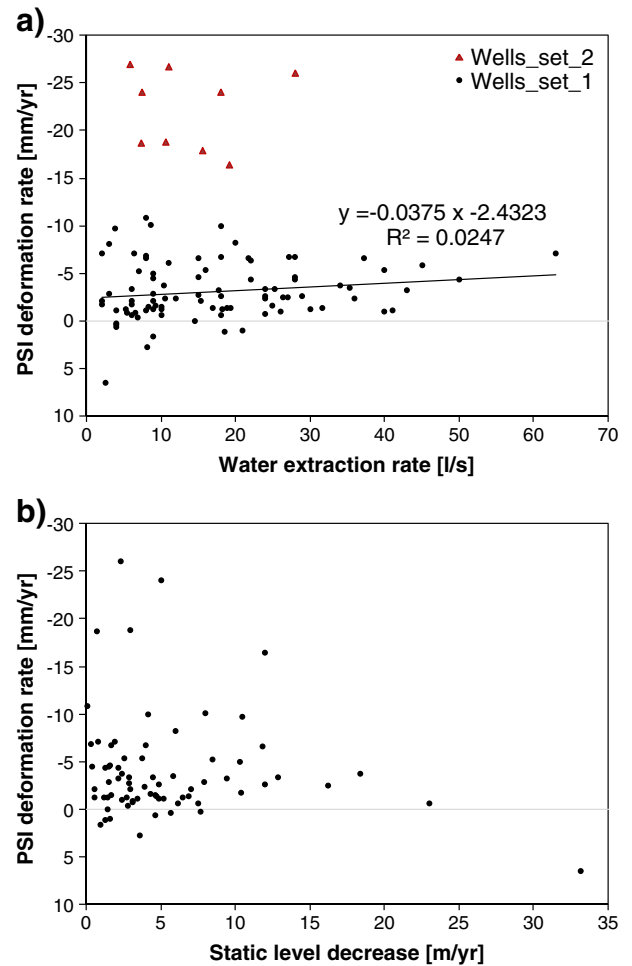 a)
-30
-25
-20
-15
-10
-5
0
5
10
PSI deformation rate [mm/yr]
Wells_set_2
Wells_set_1
y =-0.0375 x -2.4323
R² = 0.0247
0 10 20 30 40 50 60 70
Water extraction rate [l/s]
b)
-30
-25
-20
-15
-10
-5
0
5
10
PSI deformation rate [mm/yr]
0 5 10 15 20 25 30 35
Static level decrease [m/yr]